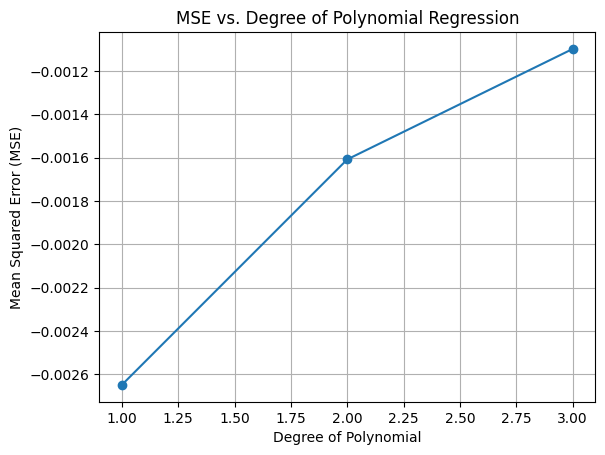 MSE vs. Degree of Polynomial Regression
Mean Squared Error (MSE)
−0.0012
−0.0014
−0.0016
−0.0018
−0.0020
−0.0022
−0.0024
−0.0026
1.00 1.25 1.50 1.75 2.00 2.25 2.50 2.75 3.00
Degree of Polynomial